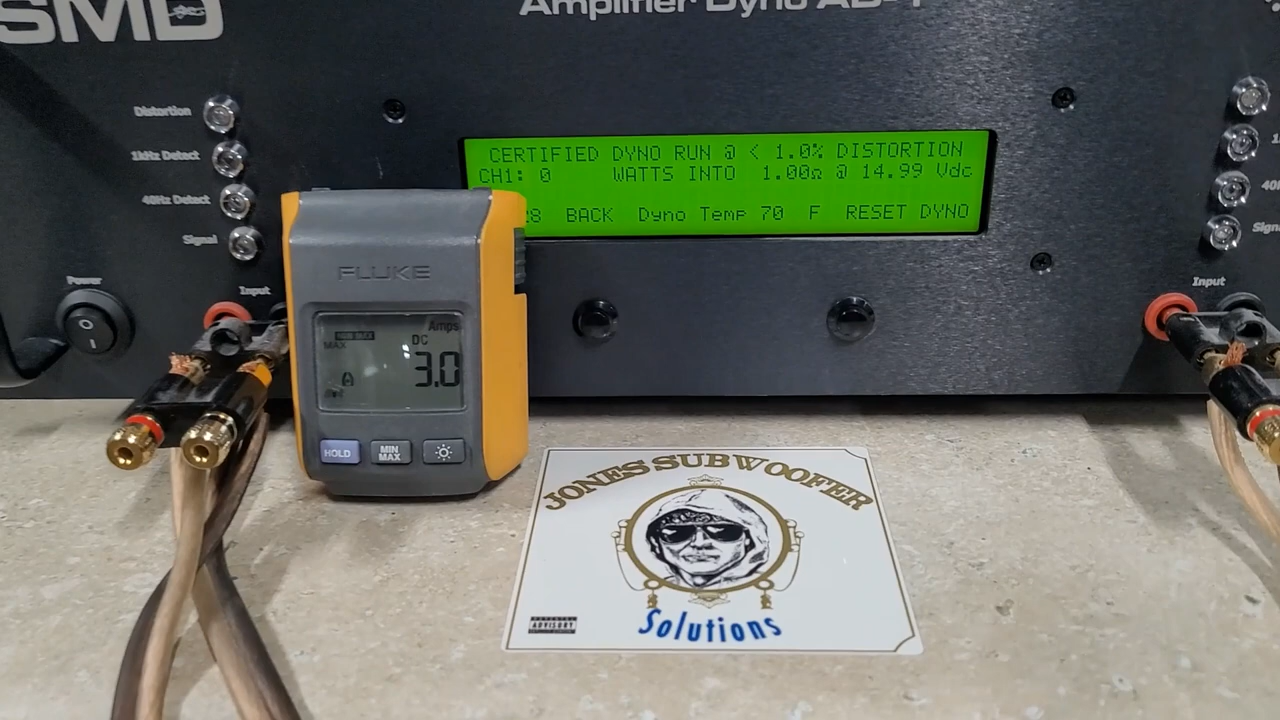 SMD
Amplifier Dyno AD-1
Distortion
1kHz Detect
40Hz Detect
Signal
Power
Input
CERTIFIED DYNO RUN @ < 1.0% DISTORTION
CH1: 0 WATTS INTO 1.00Ω @ 14.99 Vdc
BACK Dyno Temp 70 F RESET DYNO
Input
FLUKE
Amps
MAX
DC
3.0
HOLD
MIN
MAX
JONES SUBWOOFER
Solutions
ADVISORY